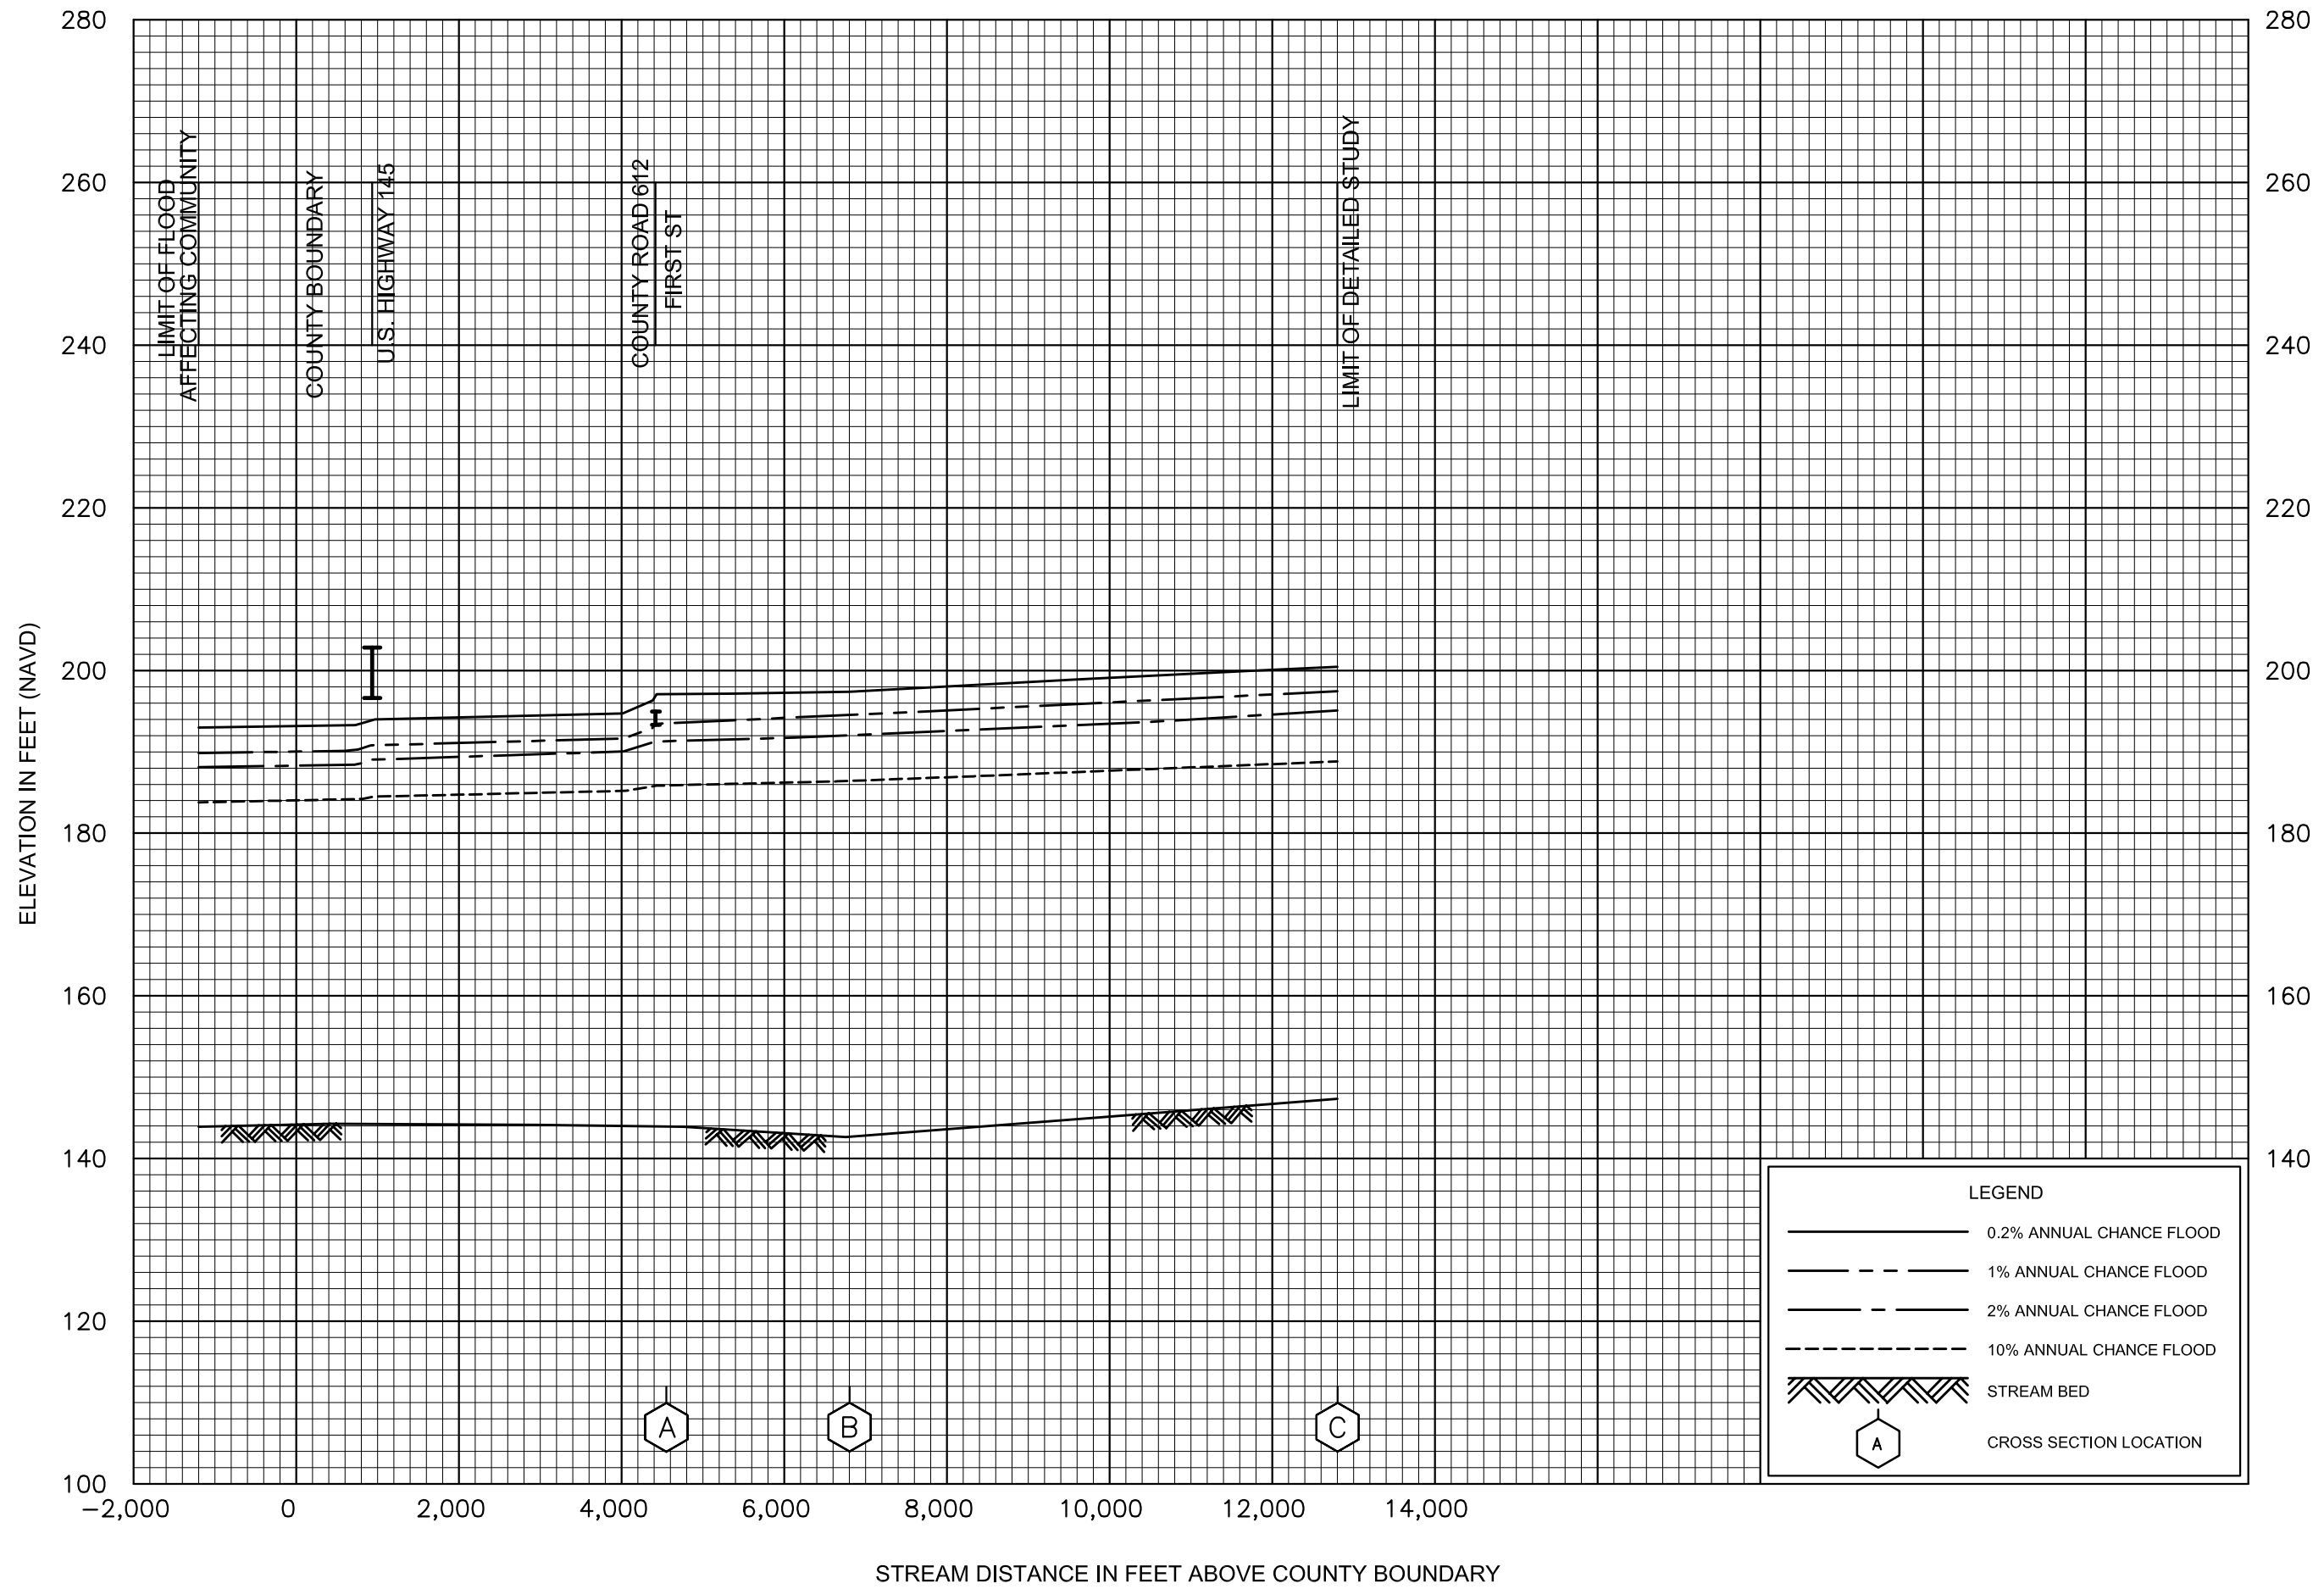 280
280
LIMIT OF FLOOD
AFFECTING COMMUNITY
COUNTY BOUNDARY
U.S. HIGHWAY 145
COUNTY ROAD 612
FIRST ST
LIMIT OF DETAILED STUDY
260
260
240
240
220
220
200
200
180
180
160
160
140
140
120
100
ELEVATION IN FEET (NAVD)
A
B
C
LEGEND
0.2% ANNUAL CHANCE FLOOD
1% ANNUAL CHANCE FLOOD
2% ANNUAL CHANCE FLOOD
10% ANNUAL CHANCE FLOOD
STREAM BED
A
CROSS SECTION LOCATION
−2,000
0
2,000
4,000
6,000
8,000
10,000
12,000
14,000
STREAM DISTANCE IN FEET ABOVE COUNTY BOUNDARY